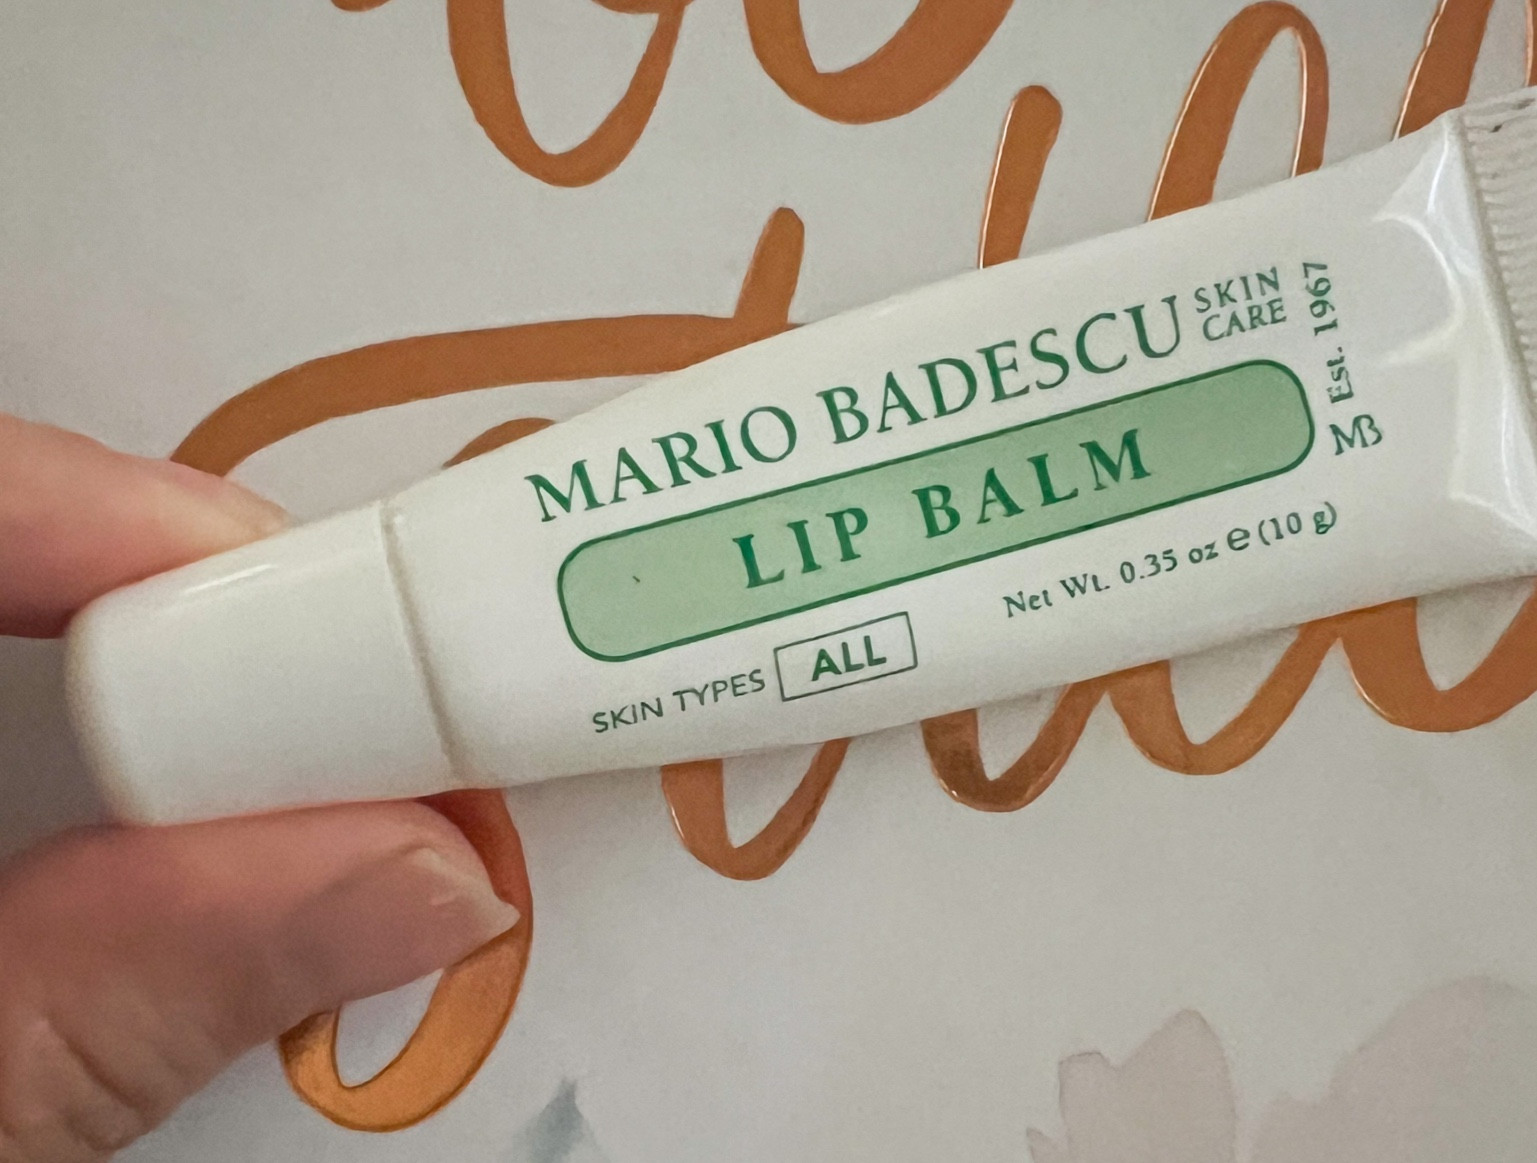 MARIO BADESCU
SKIN
CARE
Est. 1967
MB
LIP BALM
SKIN TYPES ALL
Net Wt. 0.35 oz e (10 g)